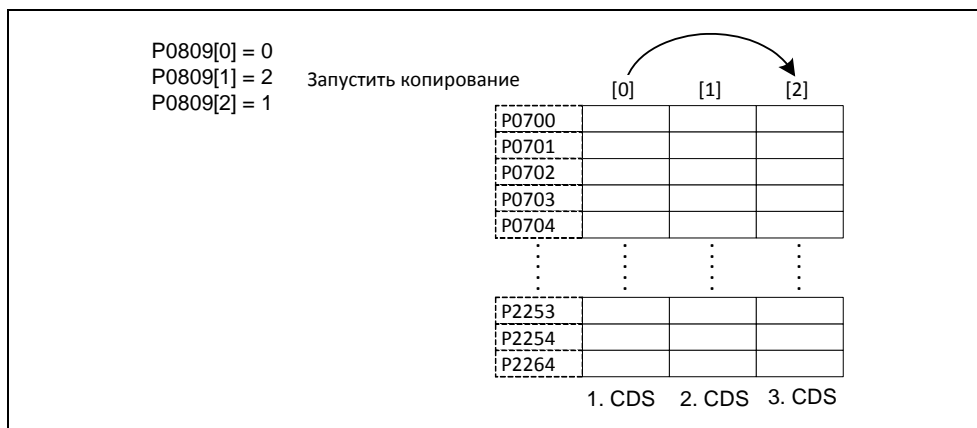 P0809[0] = 0
P0809[1] = 2
P0809[2] = 1
Запустить копирование
[0] [1] [2]
P0700
P0701
P0702
P0703
P0704
P2253
P2254
P2264
1. CDS 2. CDS 3. CDS